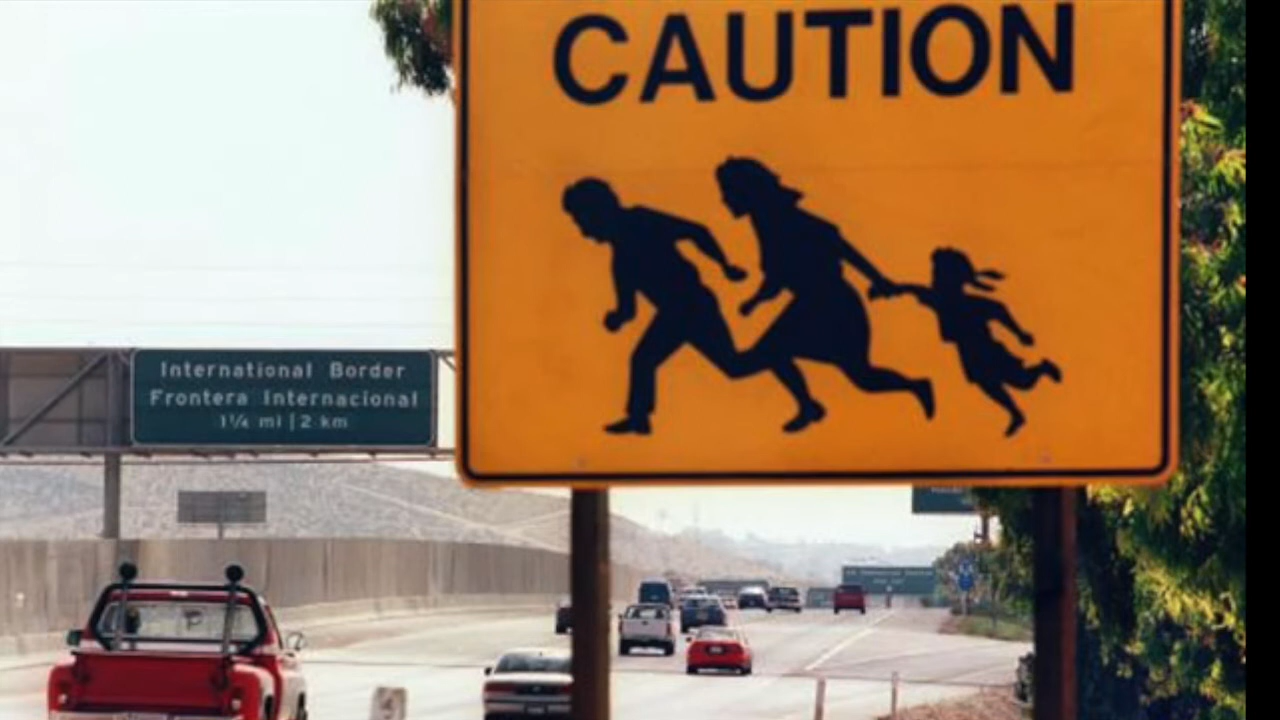 CAUTION
International Border
Frontera Internacional
1¼ mi | 2 km